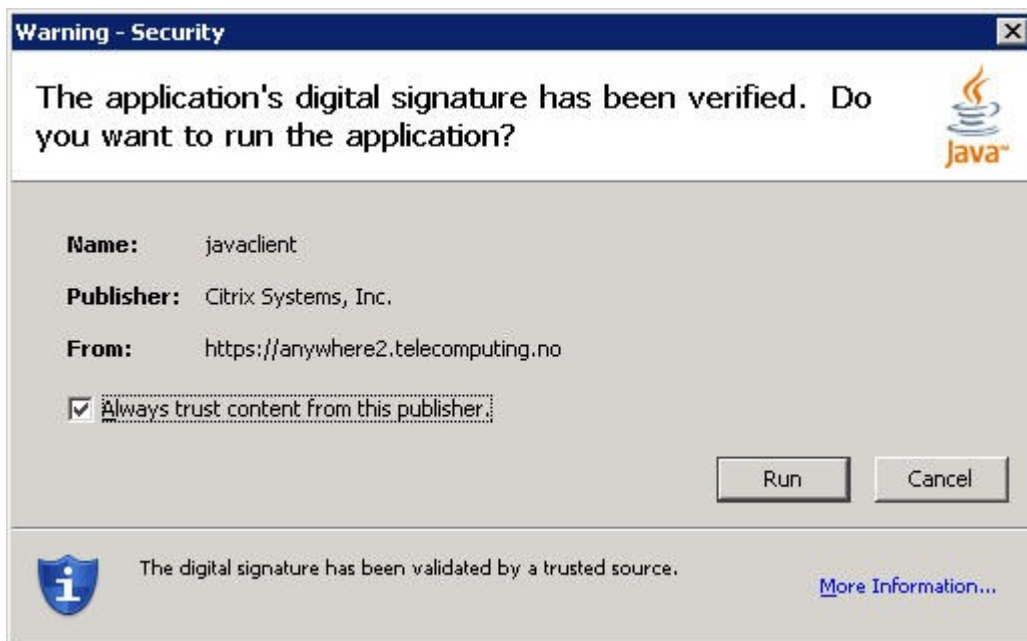 Warning - Security
The application's digital signature has been verified. Do
you want to run the application?
Java™
Name: javaclient
Publisher: Citrix Systems, Inc.
From: https://anywhere2.telecomputing.no
Always trust content from this publisher.
Run Cancel
The digital signature has been validated by a trusted source.
More Information...